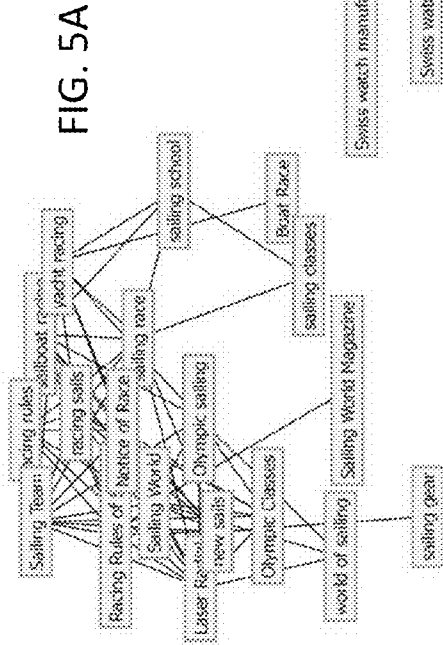 FIG. 5A
Sailing Team
racing rules
sailboat
yacht racing
racing sails
Racing Rules of
Notice of Race
sailing race
sailing school
Sailing World
Olympic sailing
Laser
new sails
Olympic Classes
Boat Race
sailing classes
world of sailing
Sailing World Magazine
sailing gear
Swiss watch manuf
Swiss wat